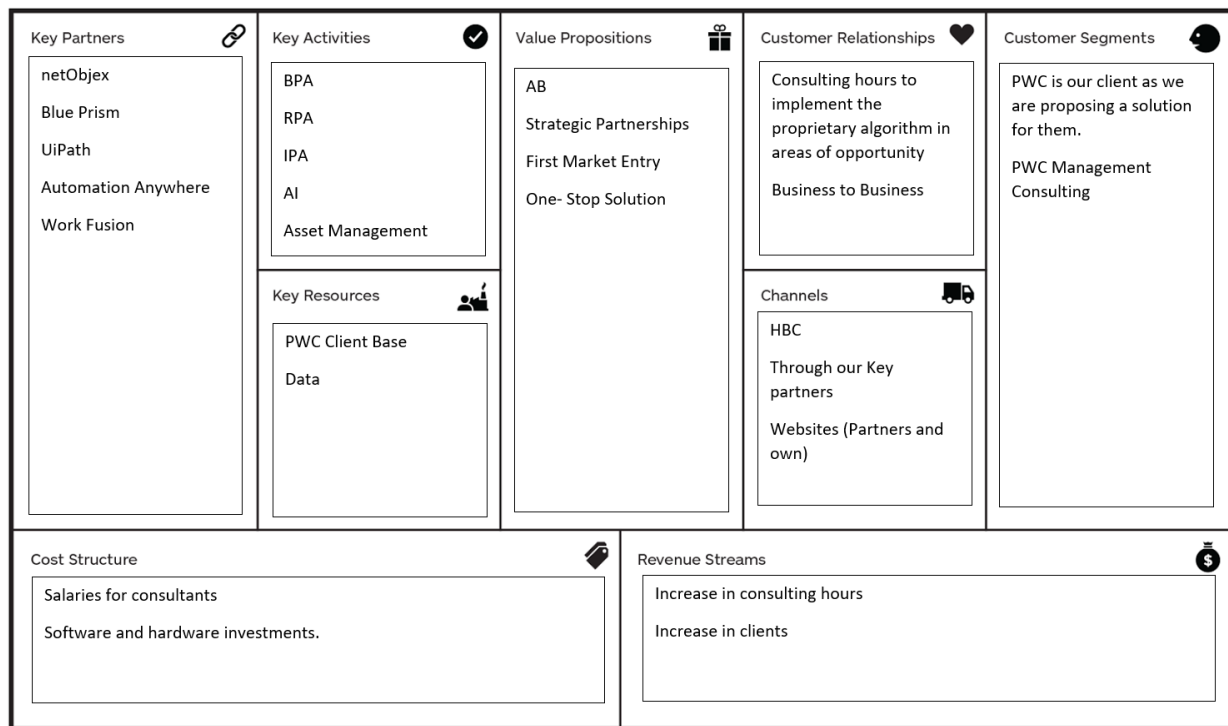 Key Partners
netObjex
Blue Prism
UiPath
Automation Anywhere
Work Fusion
Key Activities
BPA
RPA
IPA
AI
Asset Management
Key Resources
PWC Client Base
Data
Value Propositions
AB
Strategic Partnerships
First Market Entry
One- Stop Solution
Customer Relationships
Consulting hours to
implement the
proprietary algorithm in
areas of opportunity
Business to Business
Channels
HBC
Through our Key
partners
Websites (Partners and
own)
Customer Segments
PWC is our client as we
are proposing a solution
for them.
PWC Management
Consulting
Cost Structure
Salaries for consultants
Software and hardware investments.
Revenue Streams
$
Increase in consulting hours
Increase in clients